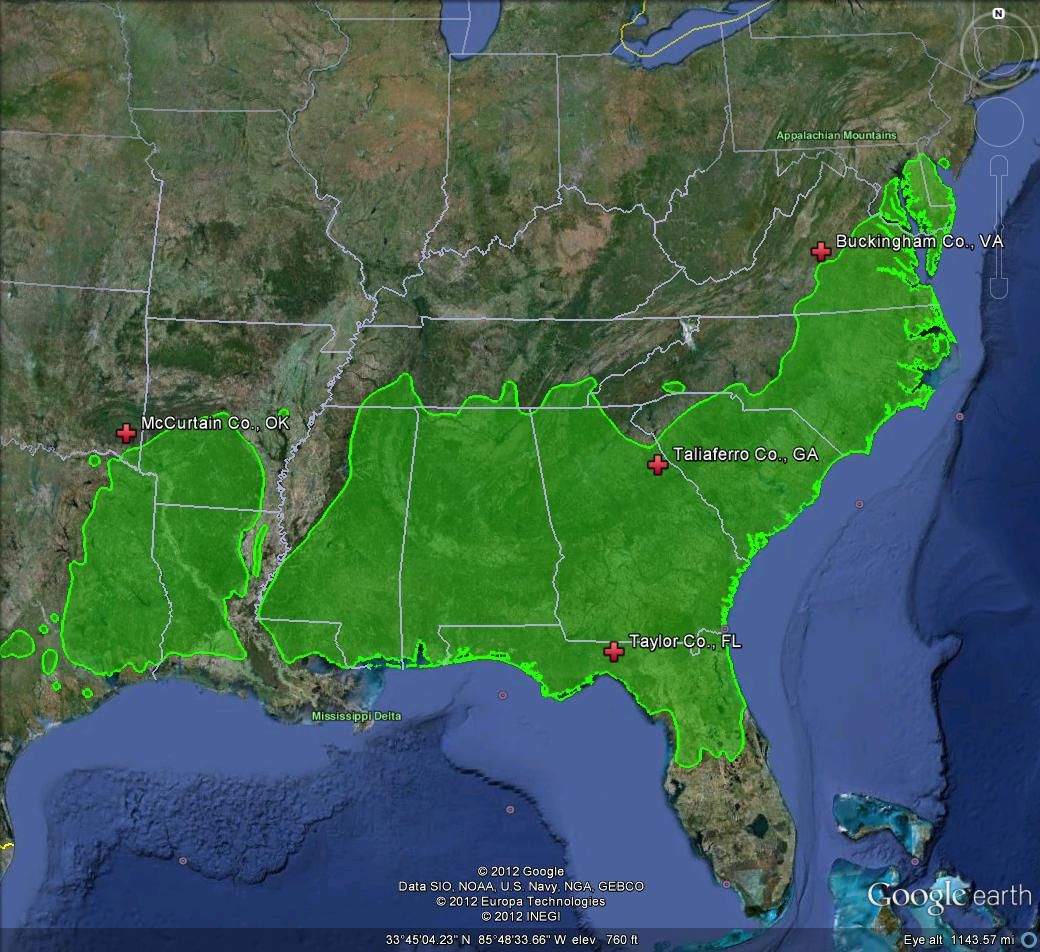 N
Appalachian Mountains
Buckingham Co., VA
McCurtain Co., OK
Taliaferro Co., GA
Taylor Co., FL
Mississippi Delta
© 2012 Google
Data SIO, NOAA, U.S. Navy, NGA, GEBCO
© 2012 Europa Technologies
© 2012 INEGI
Google earth
33°45'04.23" N 85°48'33.66" W elev 760 ft
Eye alt 1143.57 mi